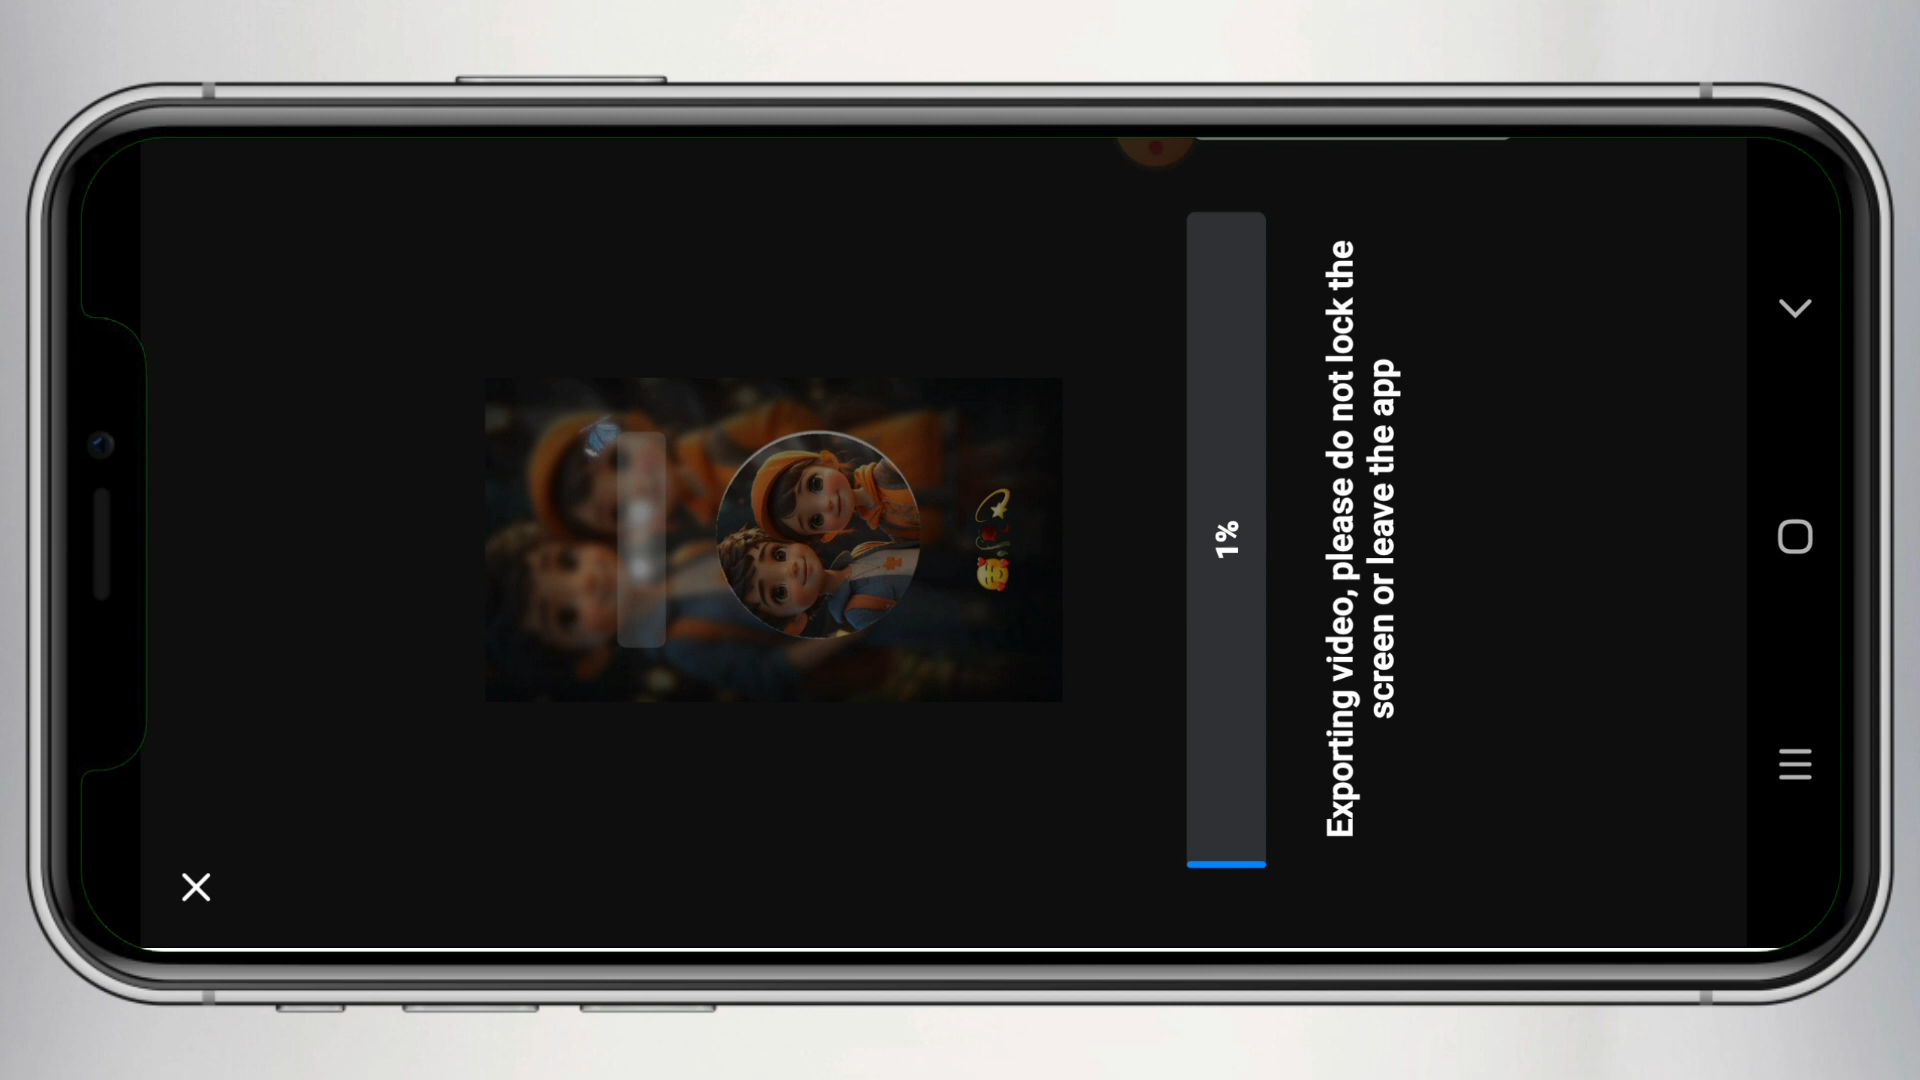 1%
Exporting video, please do not lock the
screen or leave the app